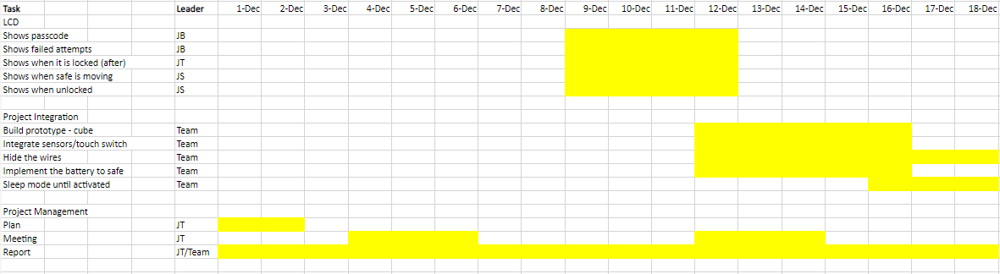 Task Leader 1-Dec 2-Dec 3-Dec 4-Dec 5-Dec 6-Dec 7-Dec 8-Dec 9-Dec 10-Dec 11-Dec 12-Dec 13-Dec 14-Dec 15-Dec 16-Dec 17-Dec 18-Dec
LCD
Shows passcode JB
Shows failed attempts JB
Shows when it is locked (after) JT
Shows when safe is moving JS
Shows when unlocked JS
Project Integration
Build prototype - cube Team
Integrate sensors/touch switch Team
Hide the wires Team
Implement the battery to safe Team
Sleep mode until activated Team
Project Management
Plan JT
Meeting JT
Report JT/Team